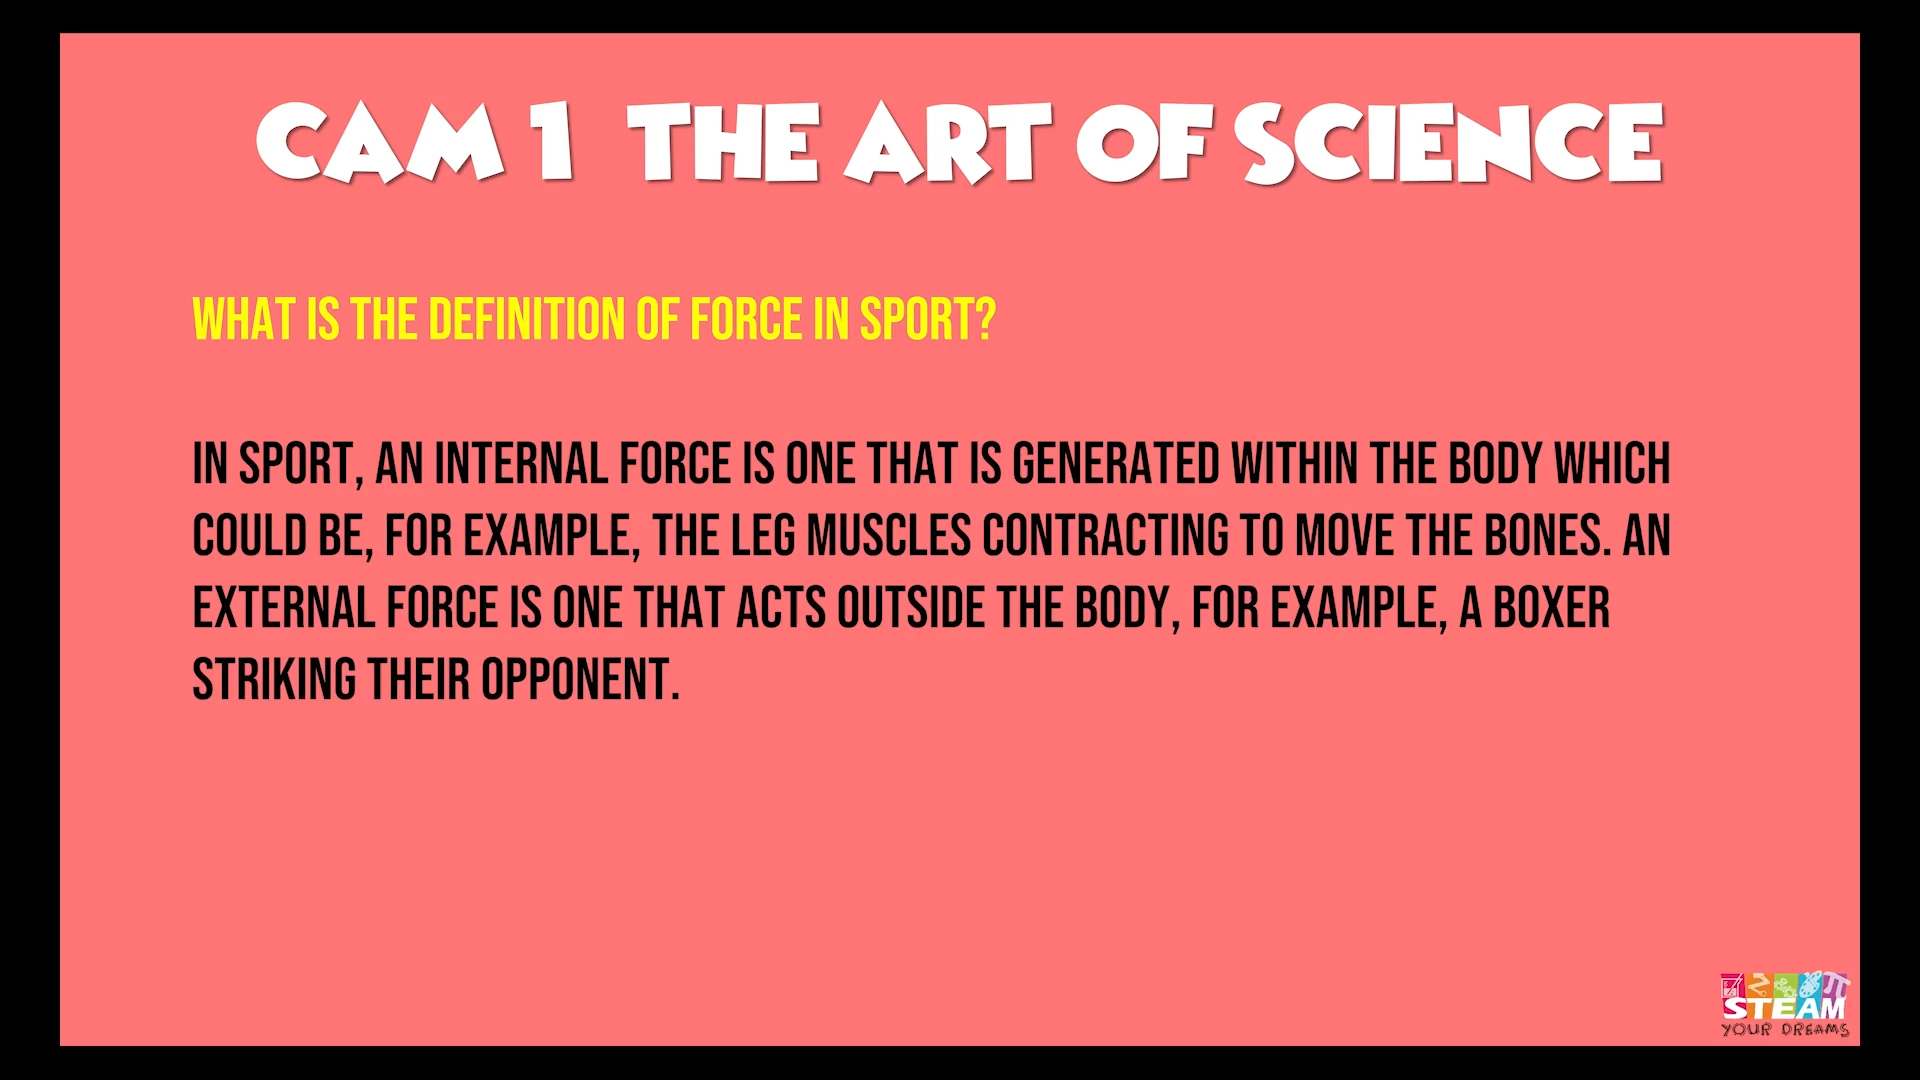 CAM 1 THE ART OF SCIENCE
WHAT IS THE DEFINITION OF FORCE IN SPORT?
IN SPORT, AN INTERNAL FORCE IS ONE THAT IS GENERATED WITHIN THE BODY WHICH
COULD BE, FOR EXAMPLE, THE LEG MUSCLES CONTRACTING TO MOVE THE BONES. AN
EXTERNAL FORCE IS ONE THAT ACTS OUTSIDE THE BODY, FOR EXAMPLE, A BOXER
STRIKING THEIR OPPONENT.
STEAM
YOUR DREAMS